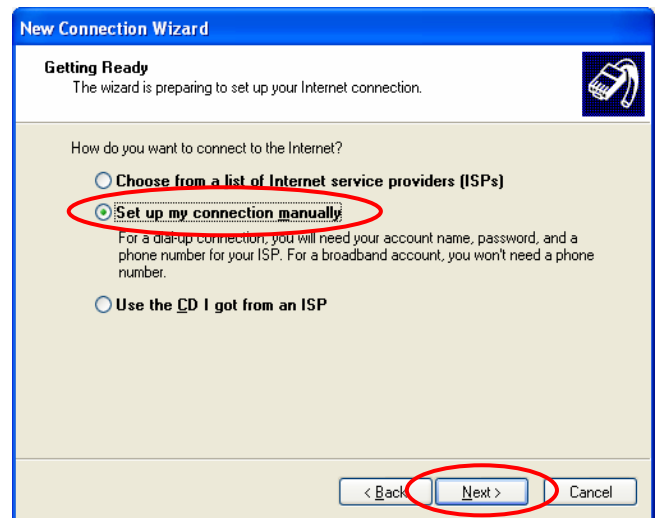 New Connection Wizard
Getting Ready
The wizard is preparing to set up your Internet connection.
How do you want to connect to the Internet?
Choose from a list of Internet service providers (ISPs)
Set up my connection manually
For a dial-up connection, you will need your account name, password, and a
phone number for your ISP. For a broadband account, you won't need a phone
number.
Use the CD I got from an ISP
< Back Next > Cancel